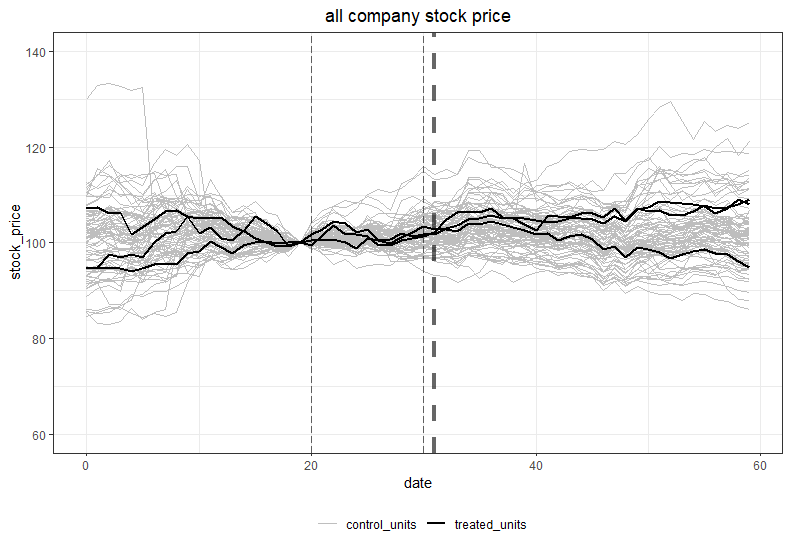 all company stock price
stock_price
140
120
100
80
60
0 20 40 60
date
control_units treated_units